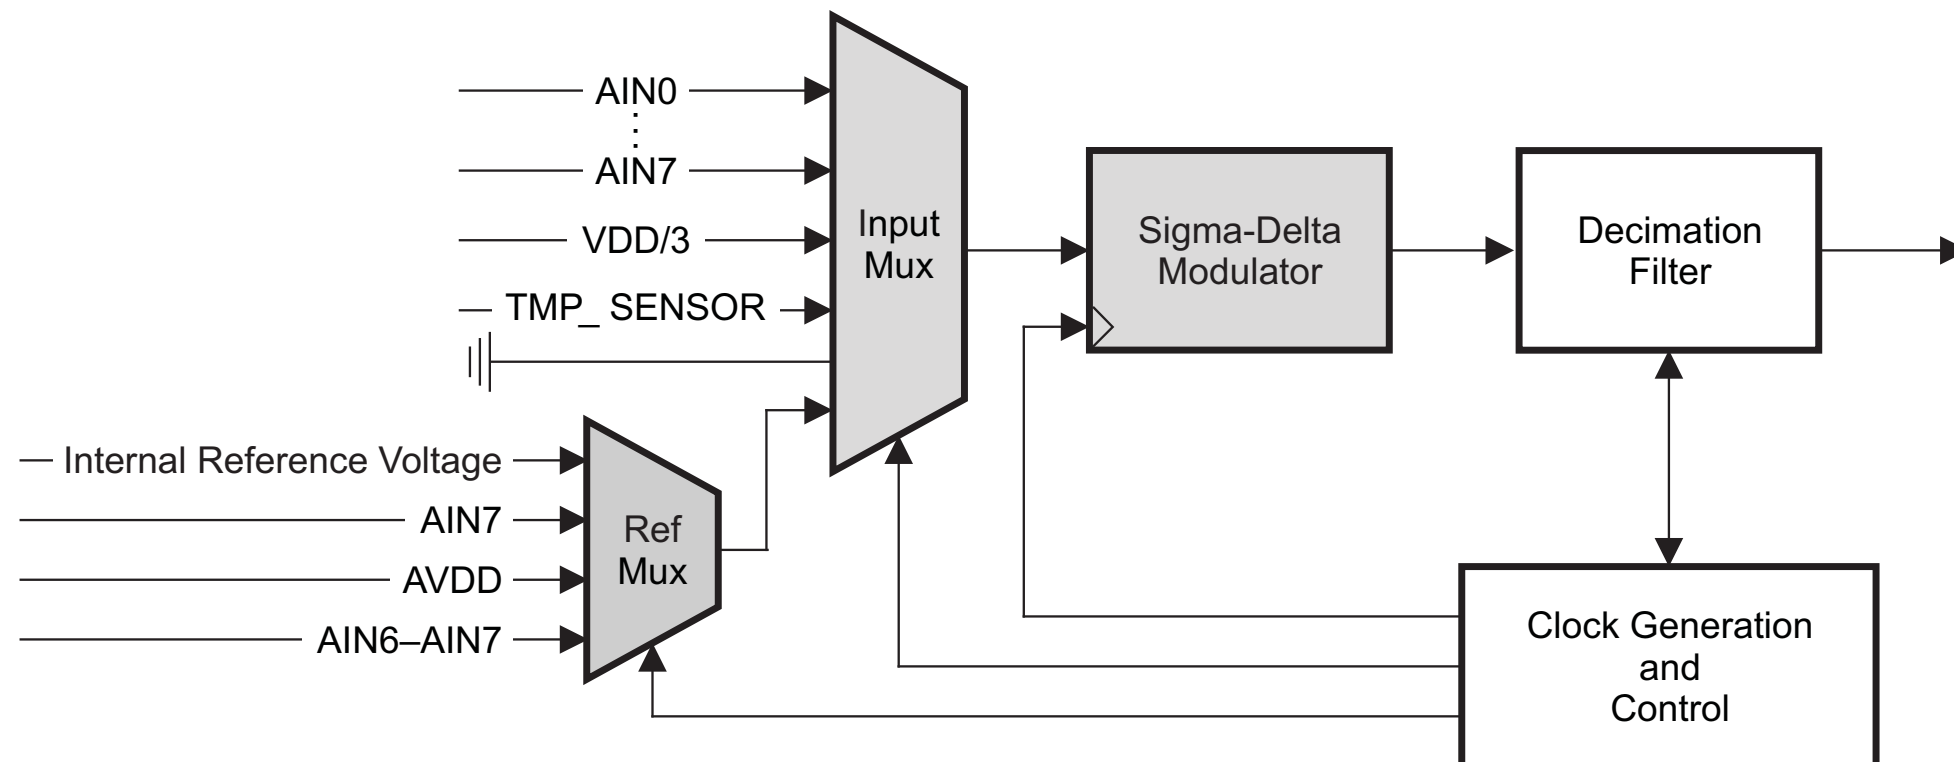 AIN0
AIN7
VDD/3
TMP_ SENSOR
Input
Mux
Sigma-Delta
Modulator
Decimation
Filter
Internal Reference Voltage
AIN7
AVDD
AIN6–AIN7
Ref
Mux
Clock Generation
and
Control